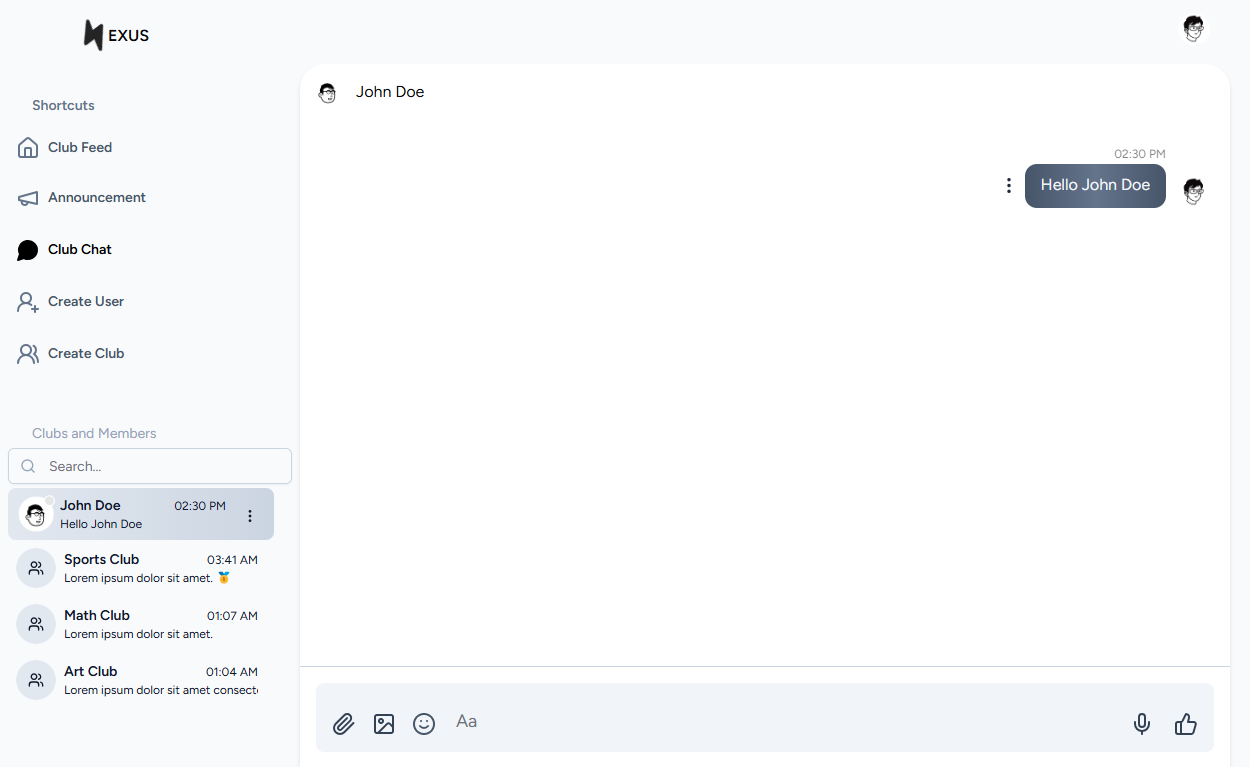 EXUS
Shortcuts
Club Feed
Announcement
Club Chat
Create User
Create Club
Clubs and Members
Search...
John Doe 02:30 PM
Hello John Doe
Sports Club 03:41 AM
Lorem ipsum dolor sit amet. 🏅
Math Club 01:07 AM
Lorem ipsum dolor sit amet.
Art Club 01:04 AM
Lorem ipsum dolor sit amet consect
John Doe
02:30 PM
Hello John Doe
Aa